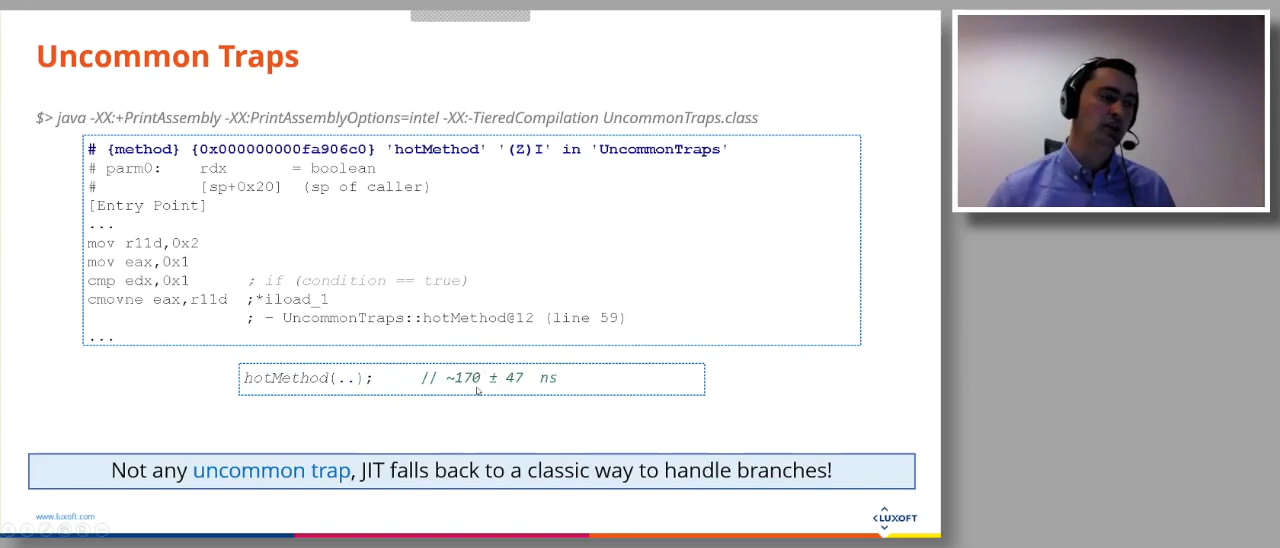 Uncommon Traps
$> java -XX:+PrintAssembly -XX:PrintAssemblyOptions=intel -XX:-TieredCompilation UncommonTraps.class
# {method} {0x000000000fa906c0} 'hotMethod' '(Z)I' in 'UncommonTraps'
# parm0: rdx = boolean
# [sp+0x20] (sp of caller)
[Entry Point]
...
mov r11d,0x2
mov eax,0x1
cmp edx,0x1 ; if (condition == true)
cmovne eax,r11d ;*iload_1
; - UncommonTraps::hotMethod@12 (line 59)
...
hotMethod(..); // ~170 ± 47 ns
Not any uncommon trap, JIT falls back to a classic way to handle branches!
www.luxoft.com
LUXOFT